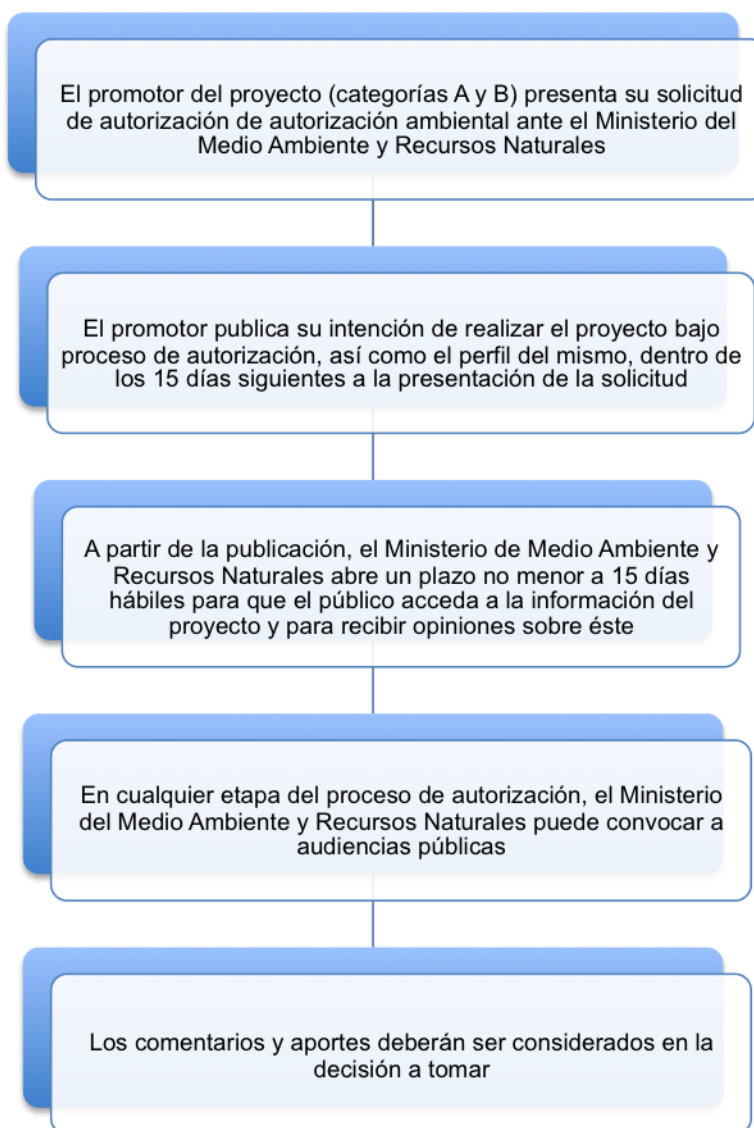 El promotor del proyecto (categorías A y B) presenta su solicitud
de autorización de autorización ambiental ante el Ministerio del
Medio Ambiente y Recursos Naturales
El promotor publica su intención de realizar el proyecto bajo
proceso de autorización, así como el perfil del mismo, dentro de
los 15 días siguientes a la presentación de la solicitud
A partir de la publicación, el Ministerio de Medio Ambiente y
Recursos Naturales abre un plazo no menor a 15 días
hábiles para que el público acceda a la información del
proyecto y para recibir opiniones sobre éste
En cualquier etapa del proceso de autorización, el Ministerio
del Medio Ambiente y Recursos Naturales puede convocar a
audiencias públicas
Los comentarios y aportes deberán ser considerados en la
decisión a tomar